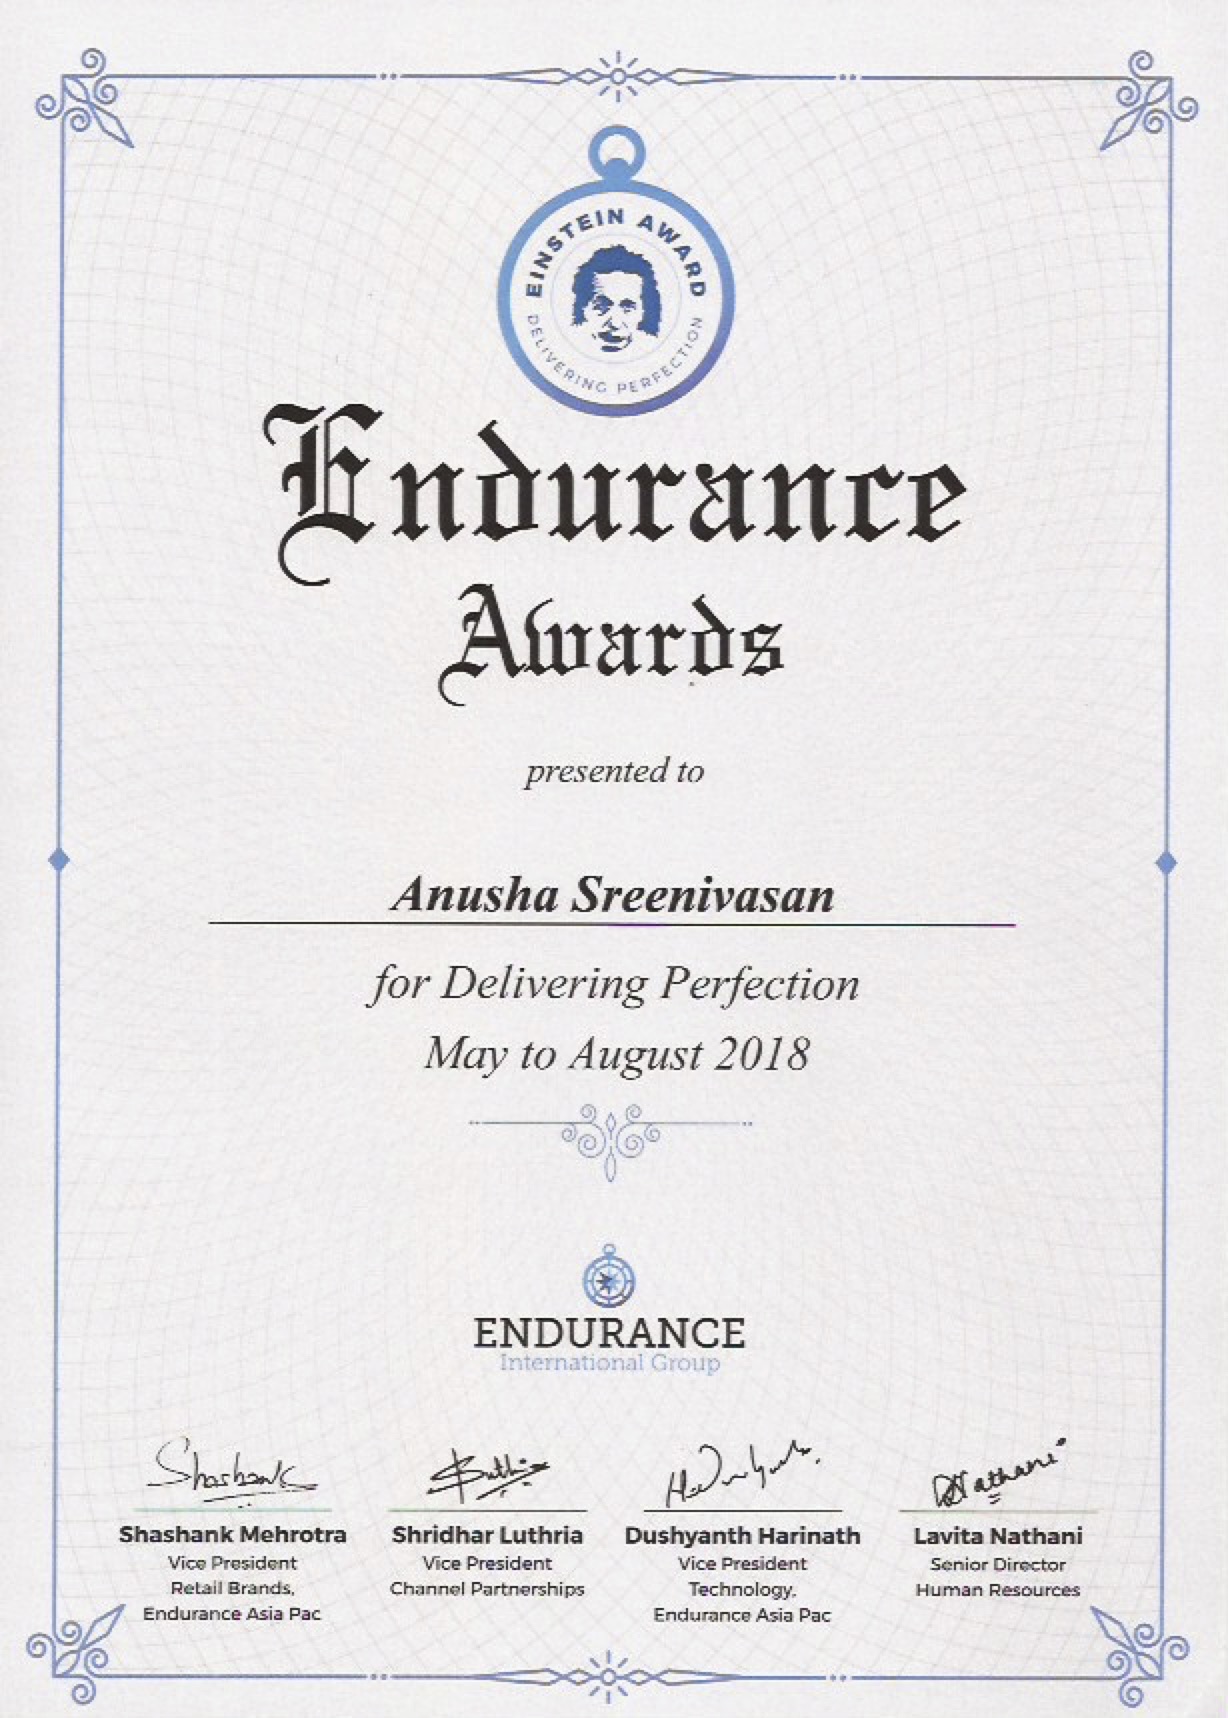 EINSTEIN AWARD
DELIVERING PERFECTION
Endurance
Awards
presented to
Anusha Sreenivasan
for Delivering Perfection
May to August 2018
ENDURANCE
International Group
Shashank
Nathani
Shashank Mehrotra
Vice President
Retail Brands,
Endurance Asia Pac
Shridhar Luthria
Vice President
Channel Partnerships
Dushyanth Harinath
Vice President
Technology,
Endurance Asia Pac
Lavita Nathani
Senior Director
Human Resources